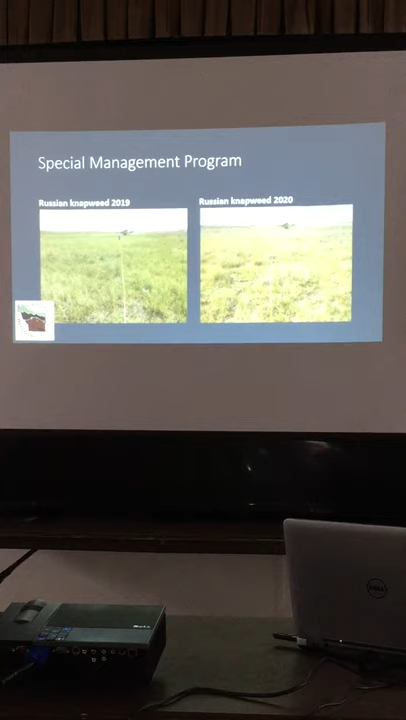 Special Management Program
Russian knapweed 2019
Russian knapweed 2020
DELL